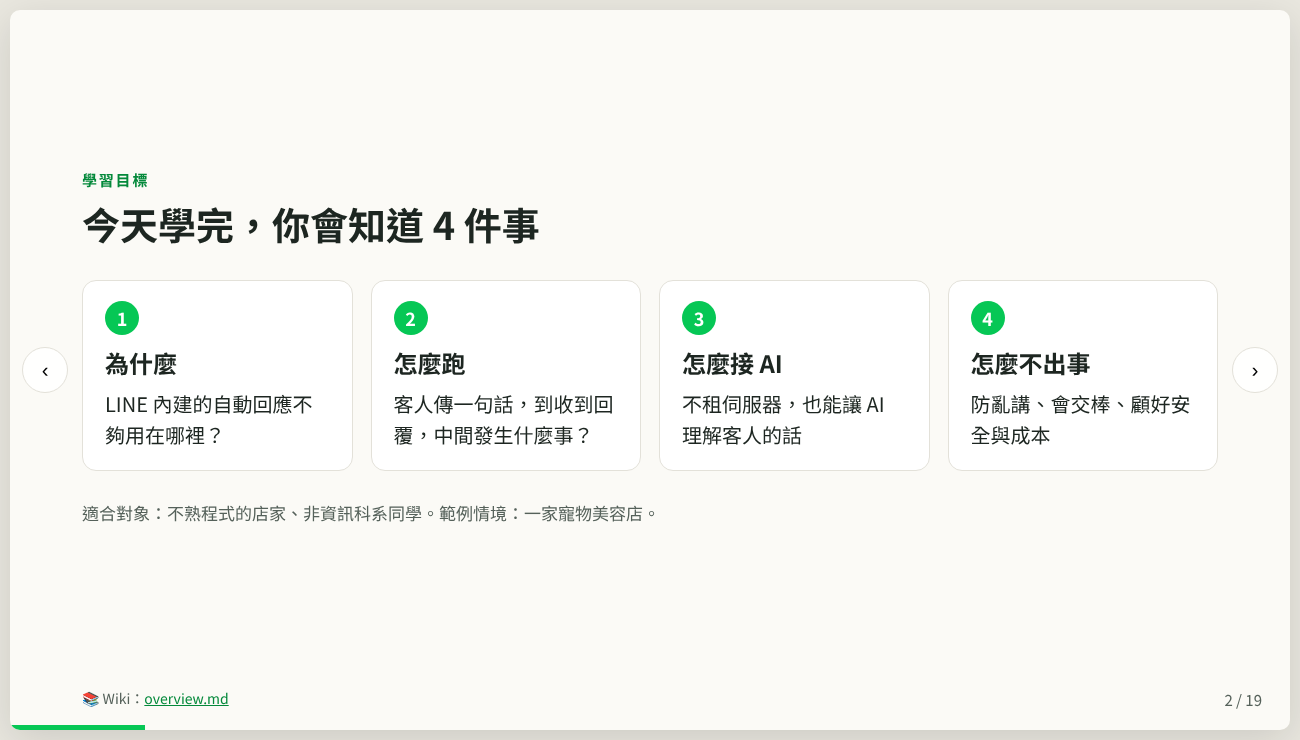 學習目標
今天學完，你會知道 4 件事
1
為什麼
LINE 內建的自動回應不
夠用在哪裡？
2
怎麼跑
客人傳一句話，到收到回
覆，中間發生什麼事？
3
怎麼接 AI
不租伺服器，也能讓 AI
理解客人的話
4
怎麼不出事
防亂講、會交棒、顧好安
全與成本
‹
›
適合對象：不熟程式的店家、非資訊科系同學。範例情境：一家寵物美容店。
📚 Wiki：overview.md
2 / 19